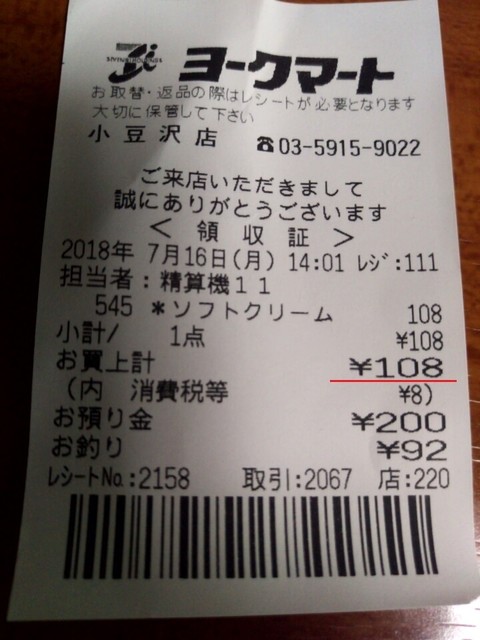 ヨークマート
お取替・返品の際はレシートが必要となります
大切に保管して下さい
小豆沢店 ☎03-5915-9022
ご来店いただきまして
誠にありがとうございます
＜ 領収証 ＞
2018年 7月16日(月) 14:01 ﾚｼﾞ:111
担当者:精算機11
545 *ソフトクリーム 108
小計/ 1点 ¥108
お買上計 ¥108
(内 消費税等 ¥8)
お預り金 ¥200
お釣り ¥92
ﾚｼｰﾄNo.:2158 取引:2067 店:220